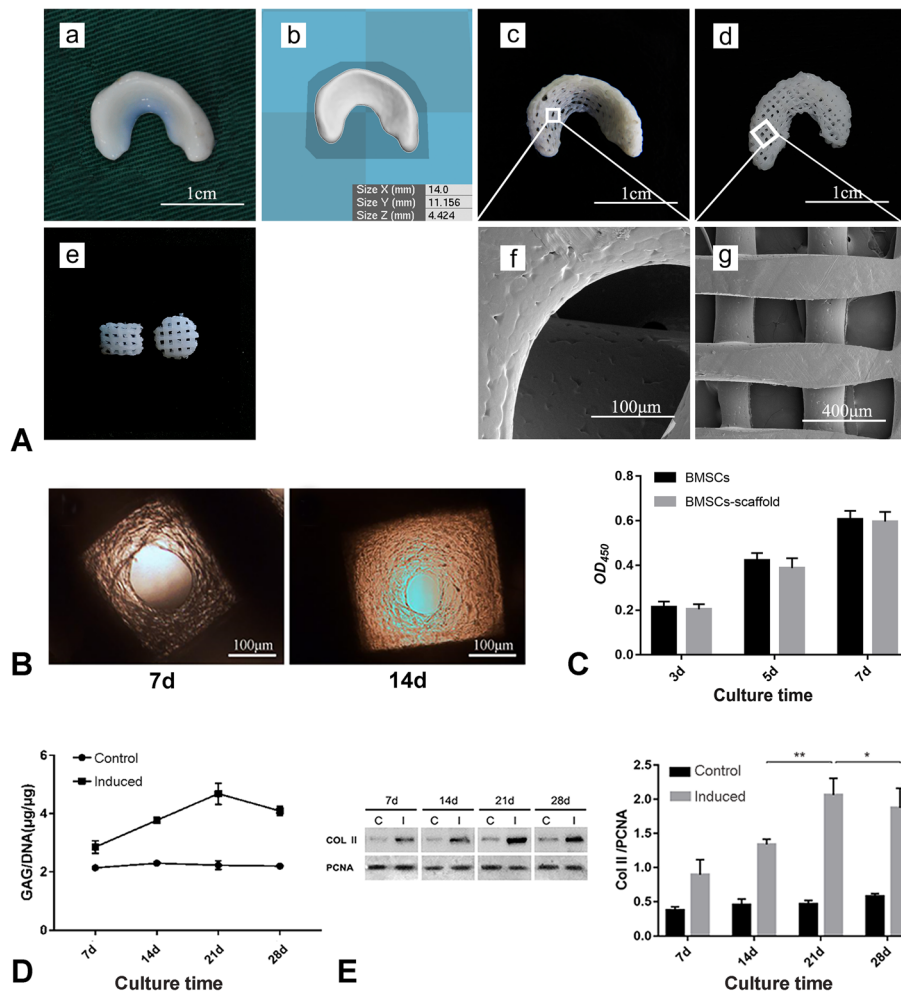 a
b
c
d
1cm
Size X (mm) 14.0
Size Y (mm) 11.156
Size Z (mm) 4.424
1cm
1cm
e
f
g
100μm
400μm
A
100μm
100μm
B
7d
14d
0.8
0.6
0.4
0.2
0.0
OD450
BMSCs
BMSCs-scaffold
3d
5d
7d
Culture time
C
6
4
2
0
GAG/DNA(μg/μg)
Control
Induced
7d
14d
21d
28d
Culture time
D
7d 14d 21d 28d
C I C I C I C I
COL II
PCNA
E
2.5
2.0
1.5
1.0
0.5
0.0
Col II /PCNA
Control
Induced
** *
7d
14d
21d
28d
Culture time